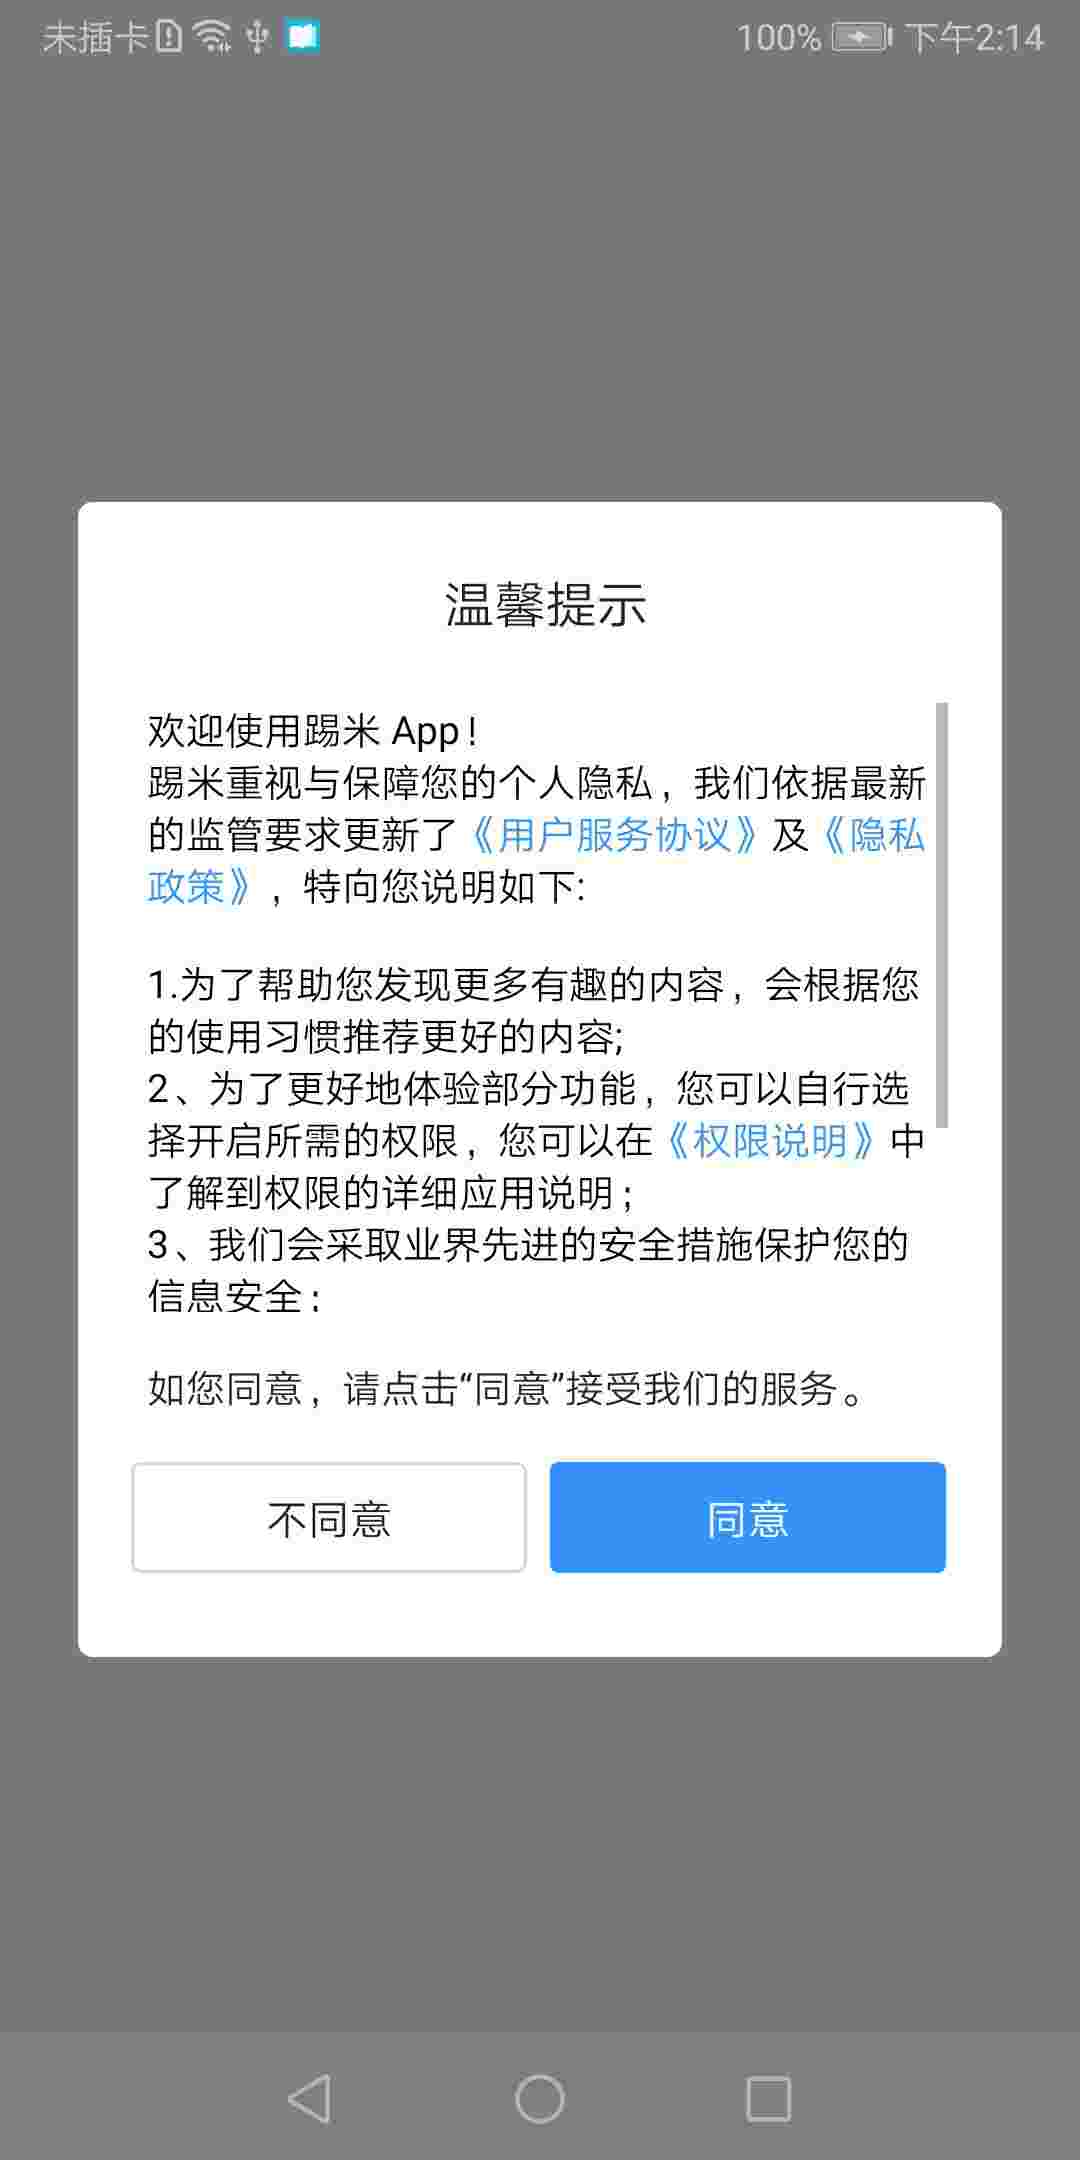 未插卡
100%
下午2:14
温馨提示
欢迎使用踢米 App！
踢米重视与保障您的个人隐私，我们依据最新
的监管要求更新了《用户服务协议》及《隐私
政策》，特向您说明如下:
1.为了帮助您发现更多有趣的内容，会根据您
的使用习惯推荐更好的内容;
2、为了更好地体验部分功能，您可以自行选
择开启所需的权限，您可以在《权限说明》中
了解到权限的详细应用说明；
3、我们会采取业界先进的安全措施保护您的
信息安全：
如您同意，请点击“同意”接受我们的服务。
不同意
同意